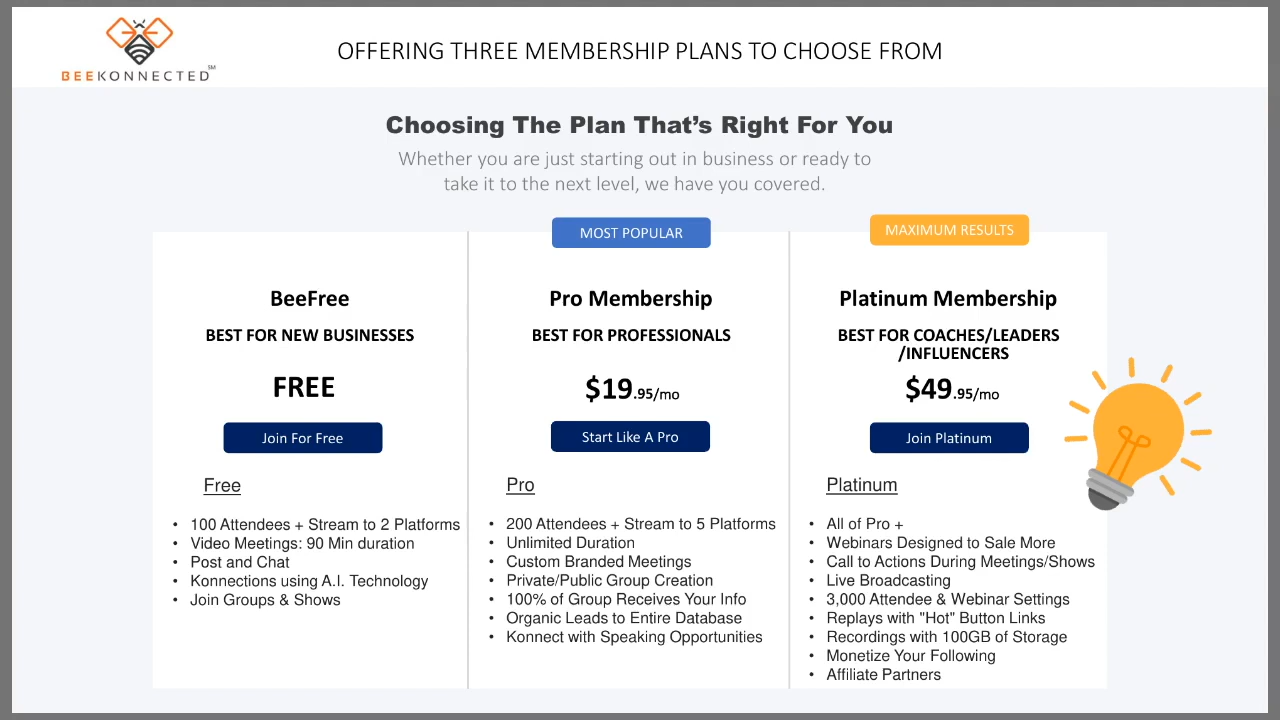 BEEKONNECTED SM
OFFERING THREE MEMBERSHIP PLANS TO CHOOSE FROM
Choosing The Plan That's Right For You
Whether you are just starting out in business or ready to
take it to the next level, we have you covered.
BeeFree
BEST FOR NEW BUSINESSES
FREE
Join For Free
Free
• 100 Attendees + Stream to 2 Platforms
• Video Meetings: 90 Min duration
• Post and Chat
• Konnections using A.I. Technology
• Join Groups & Shows
MOST POPULAR
Pro Membership
BEST FOR PROFESSIONALS
$19.95/mo
Start Like A Pro
Pro
• 200 Attendees + Stream to 5 Platforms
• Unlimited Duration
• Custom Branded Meetings
• Private/Public Group Creation
• 100% of Group Receives Your Info
• Organic Leads to Entire Database
• Konnect with Speaking Opportunities
MAXIMUM RESULTS
Platinum Membership
BEST FOR COACHES/LEADERS
/INFLUENCERS
$49.95/mo
Join Platinum
Platinum
• All of Pro +
• Webinars Designed to Sale More
• Call to Actions During Meetings/Shows
• Live Broadcasting
• 3,000 Attendee & Webinar Settings
• Replays with "Hot" Button Links
• Recordings with 100GB of Storage
• Monetize Your Following
• Affiliate Partners